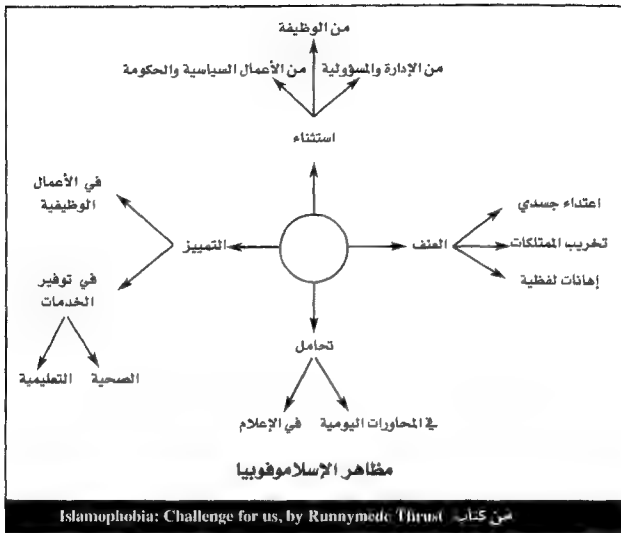 من الوظيفة
من الإدارة والمسؤولية من الأعمال السياسية والحكومة
استثناء
في الأعمال
الوظيفية
اعتداء جسدي
التمييز
العنف
تخريب الممتلكات
إهانات لفظية
في توفير
الخدمات
تحامل
الصحية
التعليمية
في المحاورات اليومية
في الإعلام
مظاهر الإسلاموفوبيا
من كتاب Islamophobia: Challenge for us, by Runnymede Thrust